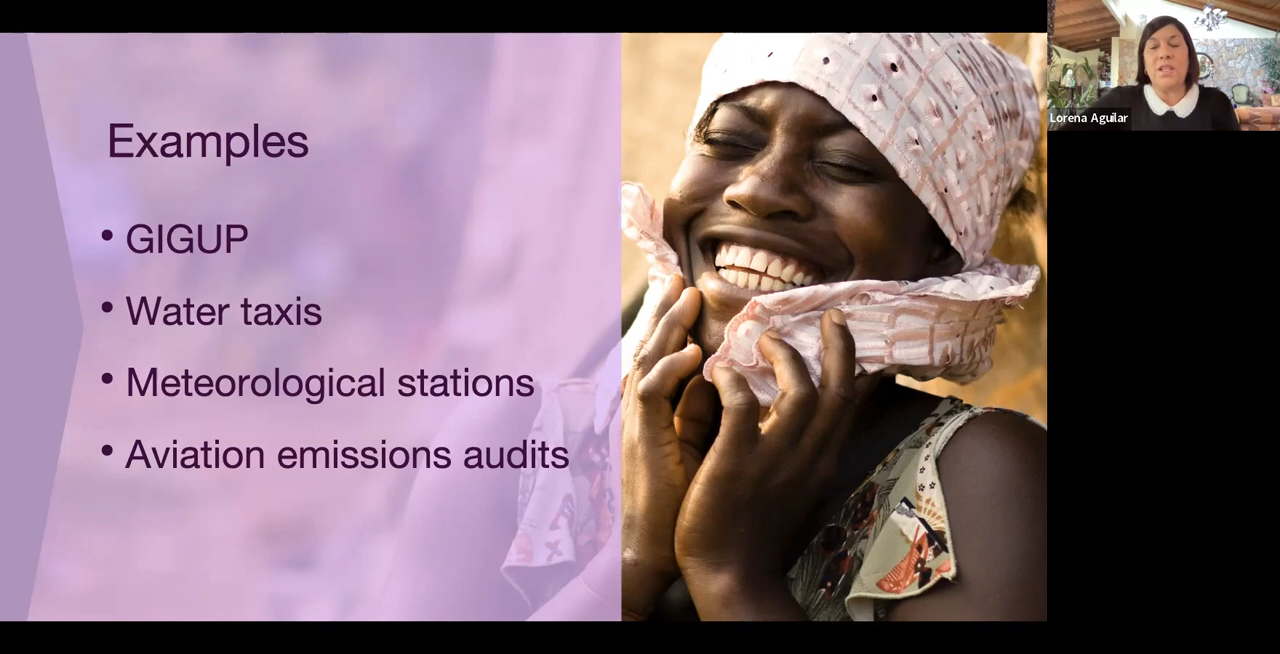 Examples
• GIGUP
• Water taxis
• Meteorological stations
• Aviation emissions audits
Lorena Aguilar